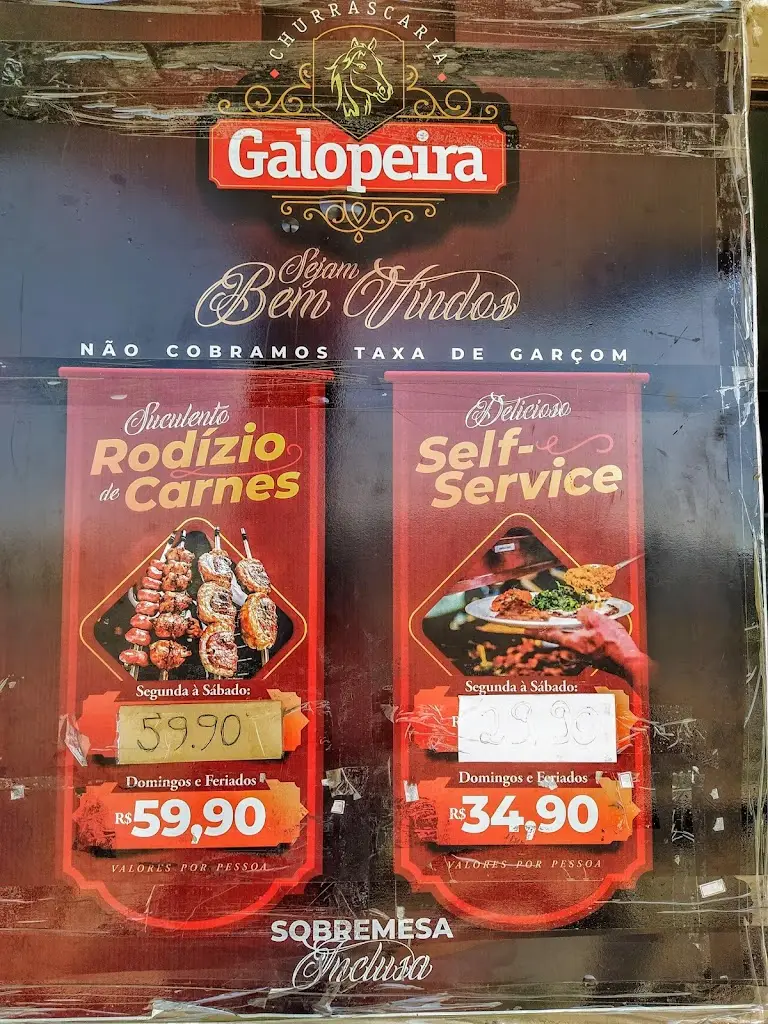 CHURRASCARIA
Galopeira
Sejam
Bem Vindos
NÃO COBRAMOS TAXA DE GARÇOM
Suculento
Rodízio
de Carnes
Segunda à Sábado:
59.90
Domingos e Feriados
R$59,90
VALORES POR PESSOA
Delicioso
Self-
Service
Segunda à Sábado:
29.90
Domingos e Feriados
R$34,90
VALORES POR PESSOA
SOBREMESA
Inclusa